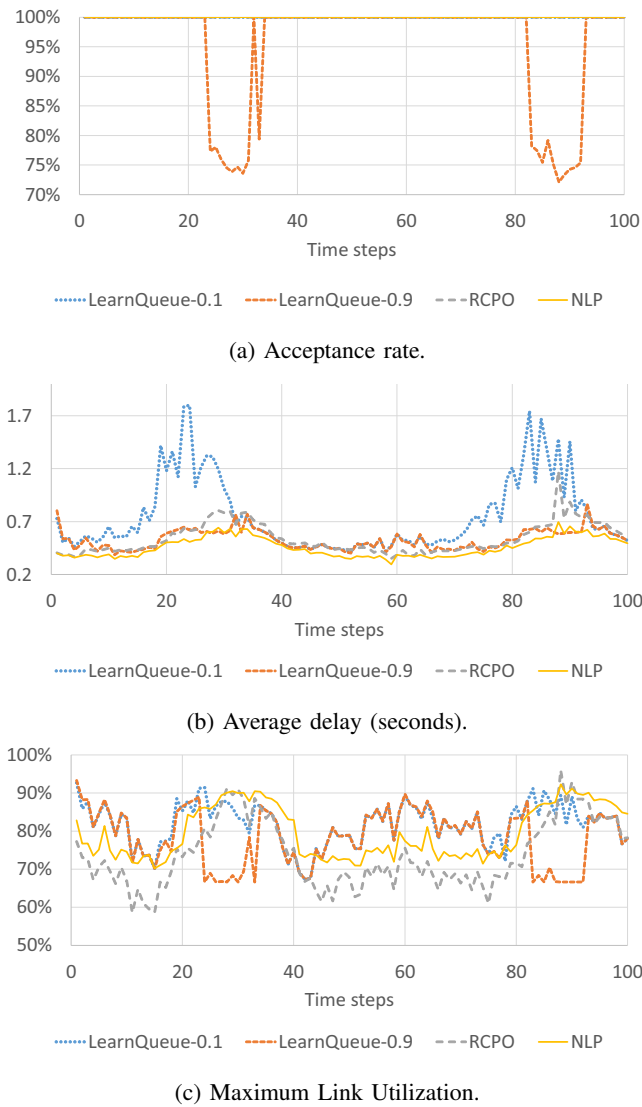 100%
95%
90%
85%
80%
75%
70%
0 20 40 60 80 100
Time steps
LearnQueue-0.1 LearnQueue-0.9 RCPO NLP
(a) Acceptance rate.
1.7
1.2
0.7
0.2
0 20 40 60 80 100
Time steps
LearnQueue-0.1 LearnQueue-0.9 RCPO NLP
(b) Average delay (seconds).
100%
90%
80%
70%
60%
50%
0 20 40 60 80 100
Time steps
LearnQueue-0.1 LearnQueue-0.9 RCPO NLP
(c) Maximum Link Utilization.